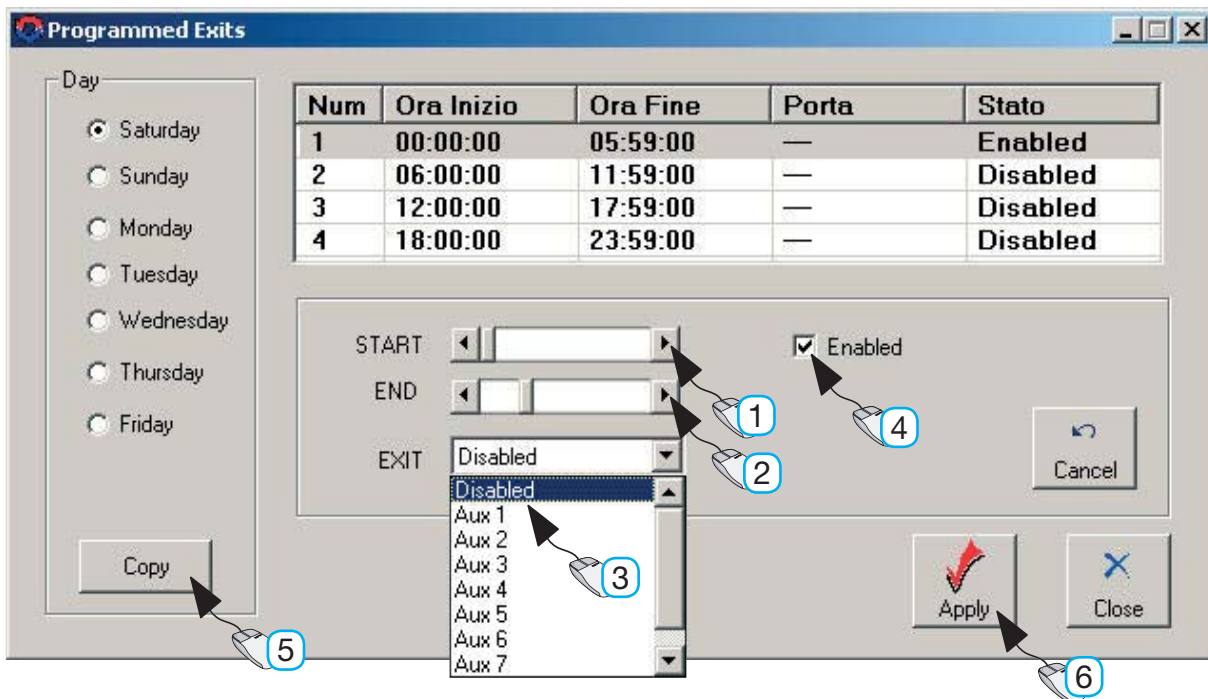 Programmed Exits
Day
Saturday
Sunday
Monday
Tuesday
Wednesday
Thursday
Friday
Copy
5
Num Ora Inizio Ora Fine Porta Stato
1 00:00:00 05:59:00 — Enabled
2 06:00:00 11:59:00 — Disabled
3 12:00:00 17:59:00 — Disabled
4 18:00:00 23:59:00 — Disabled
START
1
END
2
EXIT Disabled
Disabled
Aux 1
Aux 2
Aux 3
Aux 4
Aux 5
Aux 6
Aux 7
3
Enabled
4
Cancel
Apply
6
Close